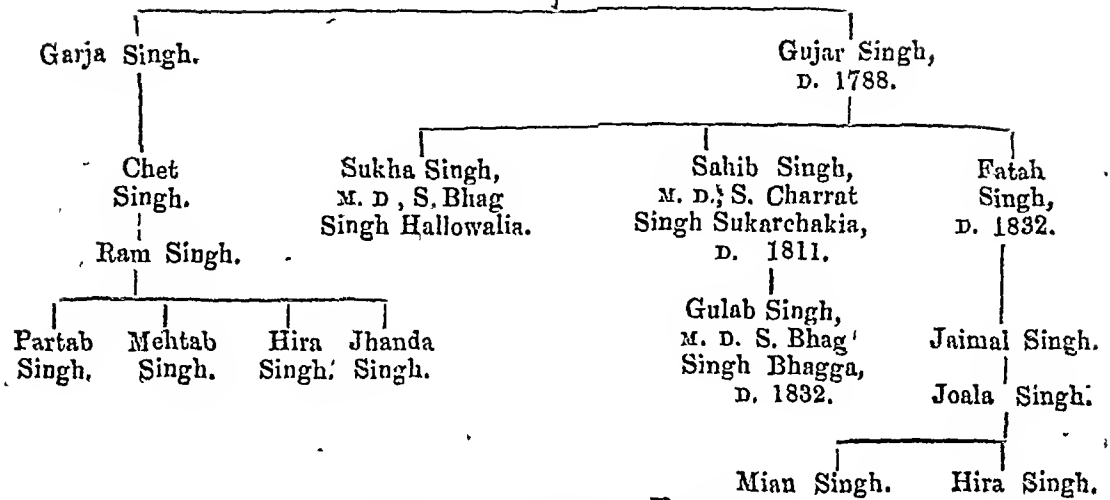 Garja Singh.
Gujar Singh,
D. 1788.
Chet
Singh.
Sukha Singh,
M. D, S. Bhag
Singh Hallowalia.
Sahib Singh,
M. D.; S. Charrat
Singh Sukarchakia,
D. 1811.
Fatah
Singh,
D. 1832.
Ram Singh.
Gulab Singh,
M. D. S. Bhag
Singh Bhagga,
D. 1832.
Jaimal Singh.
Partab
Singh.
Mehtab
Singh.
Hira
Singh.
Jhanda
Singh.
Joala Singh.
Mian Singh.
Hira Singh.